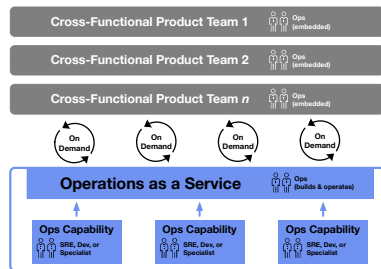 Cross-Functional Product Team 1
Ops
(embedded)
Cross-Functional Product Team 2
Ops
(embedded)
Cross-Functional Product Team n
Ops
(embedded)
On
Demand
On
Demand
On
Demand
On
Demand
Operations as a Service
Ops
(builds & operates)
Ops Capability
SRE, Dev, or
Specialist
Ops Capability
SRE, Dev, or
Specialist
Ops Capability
SRE, Dev, or
Specialist